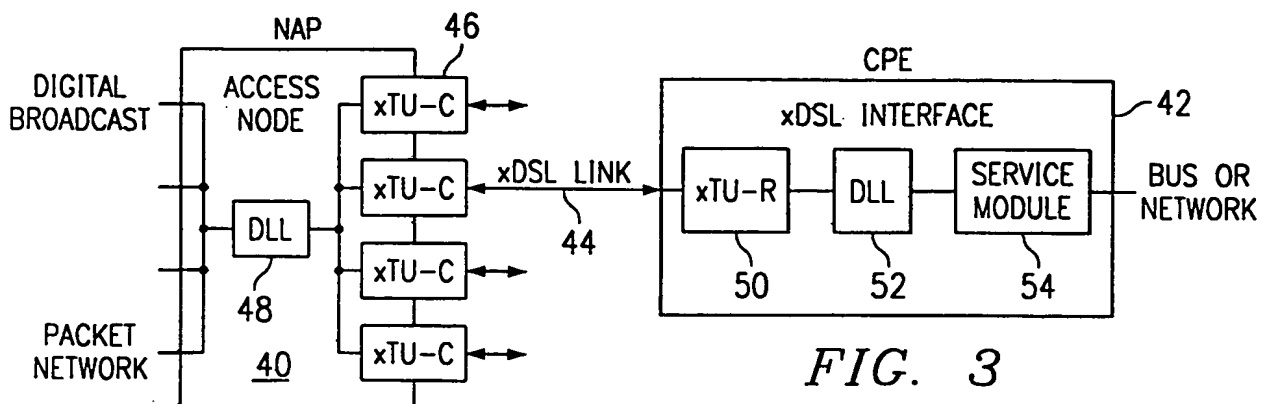 NAP
46
DIGITAL
BROADCAST
ACCESS
NODE
xTU-C
xTU-C
xTU-C
xTU-C
DLL
48
PACKET
NETWORK
40
xDSL LINK
44
CPE
xDSL INTERFACE
42
xTU-R
DLL
SERVICE
MODULE
50
52
54
BUS OR
NETWORK
FIG. 3